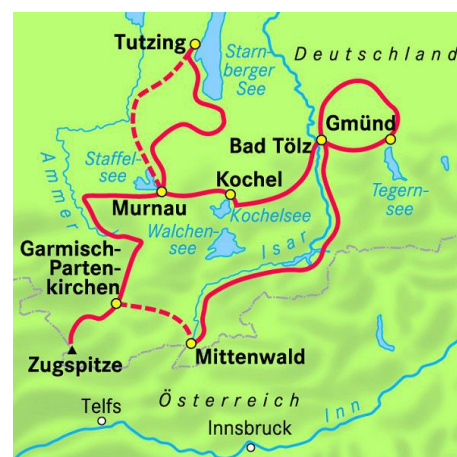 Tutzing
Starn-
berger
See
Deutschland
Gmünd
Bad Tölz
Staffel-
see
Kochel
Tegern-
see
Ammer
Murnau
Kochelsee
Walchen-
see
Isar
Garmisch-
Parten-
kirchen
Mittenwald
Zugspitze
Österreich
Telfs
Inn
Innsbruck